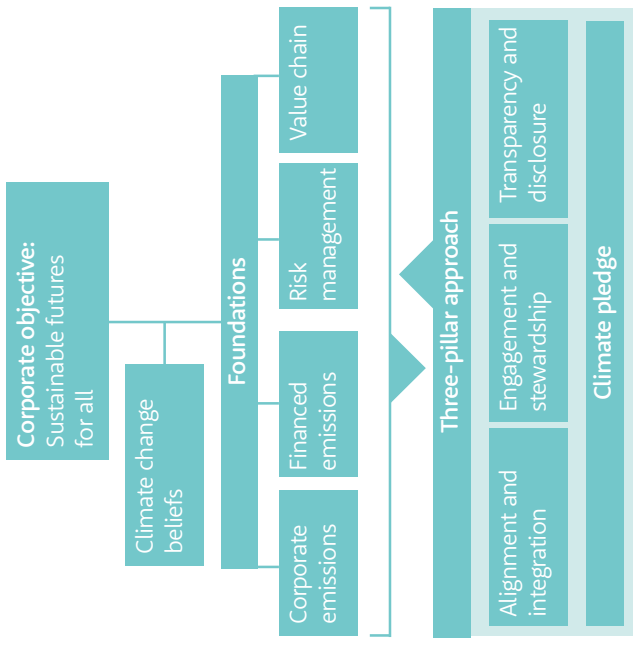 Corporate objective:
Sustainable futures
for all
Climate change
beliefs
Foundations
Corporate
emissions
Financed
emissions
Risk
management
Value chain
Three-pillar approach
Alignment and
integration
Engagement and
stewardship
Transparency and
disclosure
Climate pledge